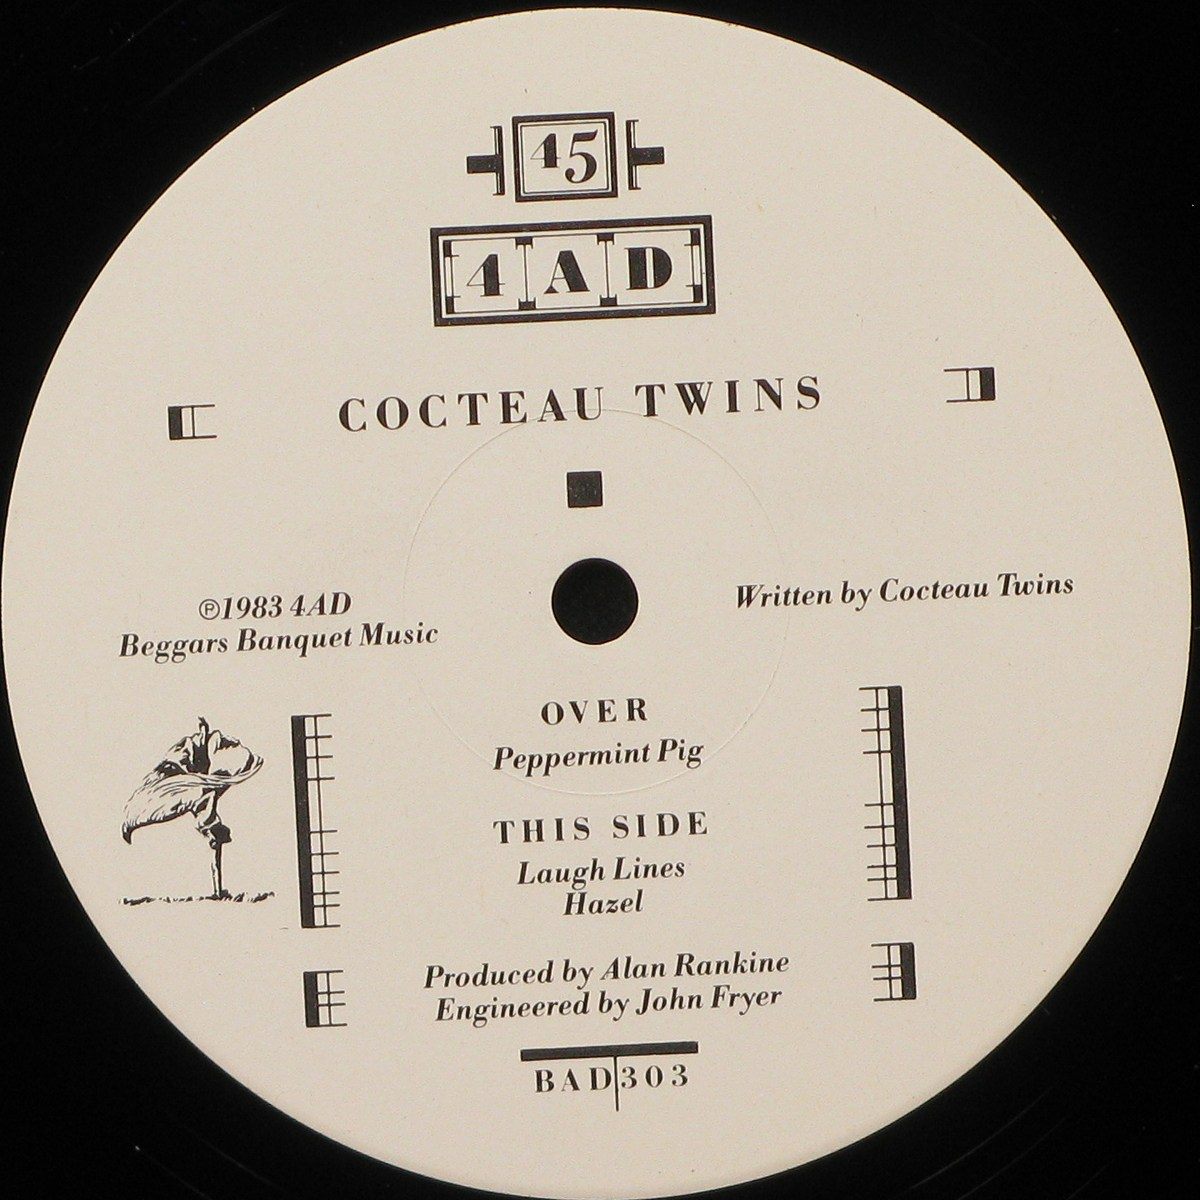 45
4AD
COCTEAU TWINS
℗1983 4AD
Beggars Banquet Music
Written by Cocteau Twins
OVER
Peppermint Pig
THIS SIDE
Laugh Lines
Hazel
Produced by Alan Rankine
Engineered by John Fryer
BAD 303